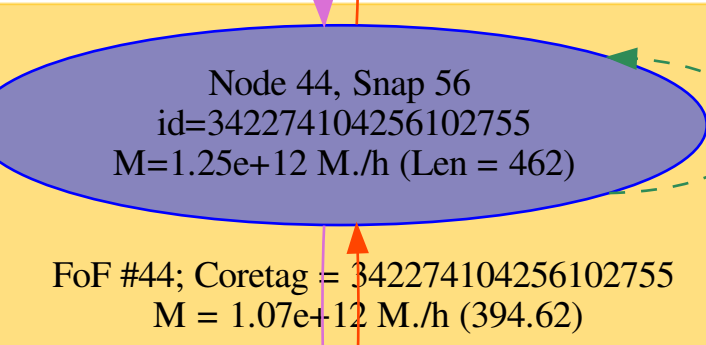 Node 44, Snap 56
id=342274104256102755
M=1.25e+12 M./h (Len = 462)
FoF #44; Coretag = 342274104256102755
M = 1.07e+12 M./h (394.62)